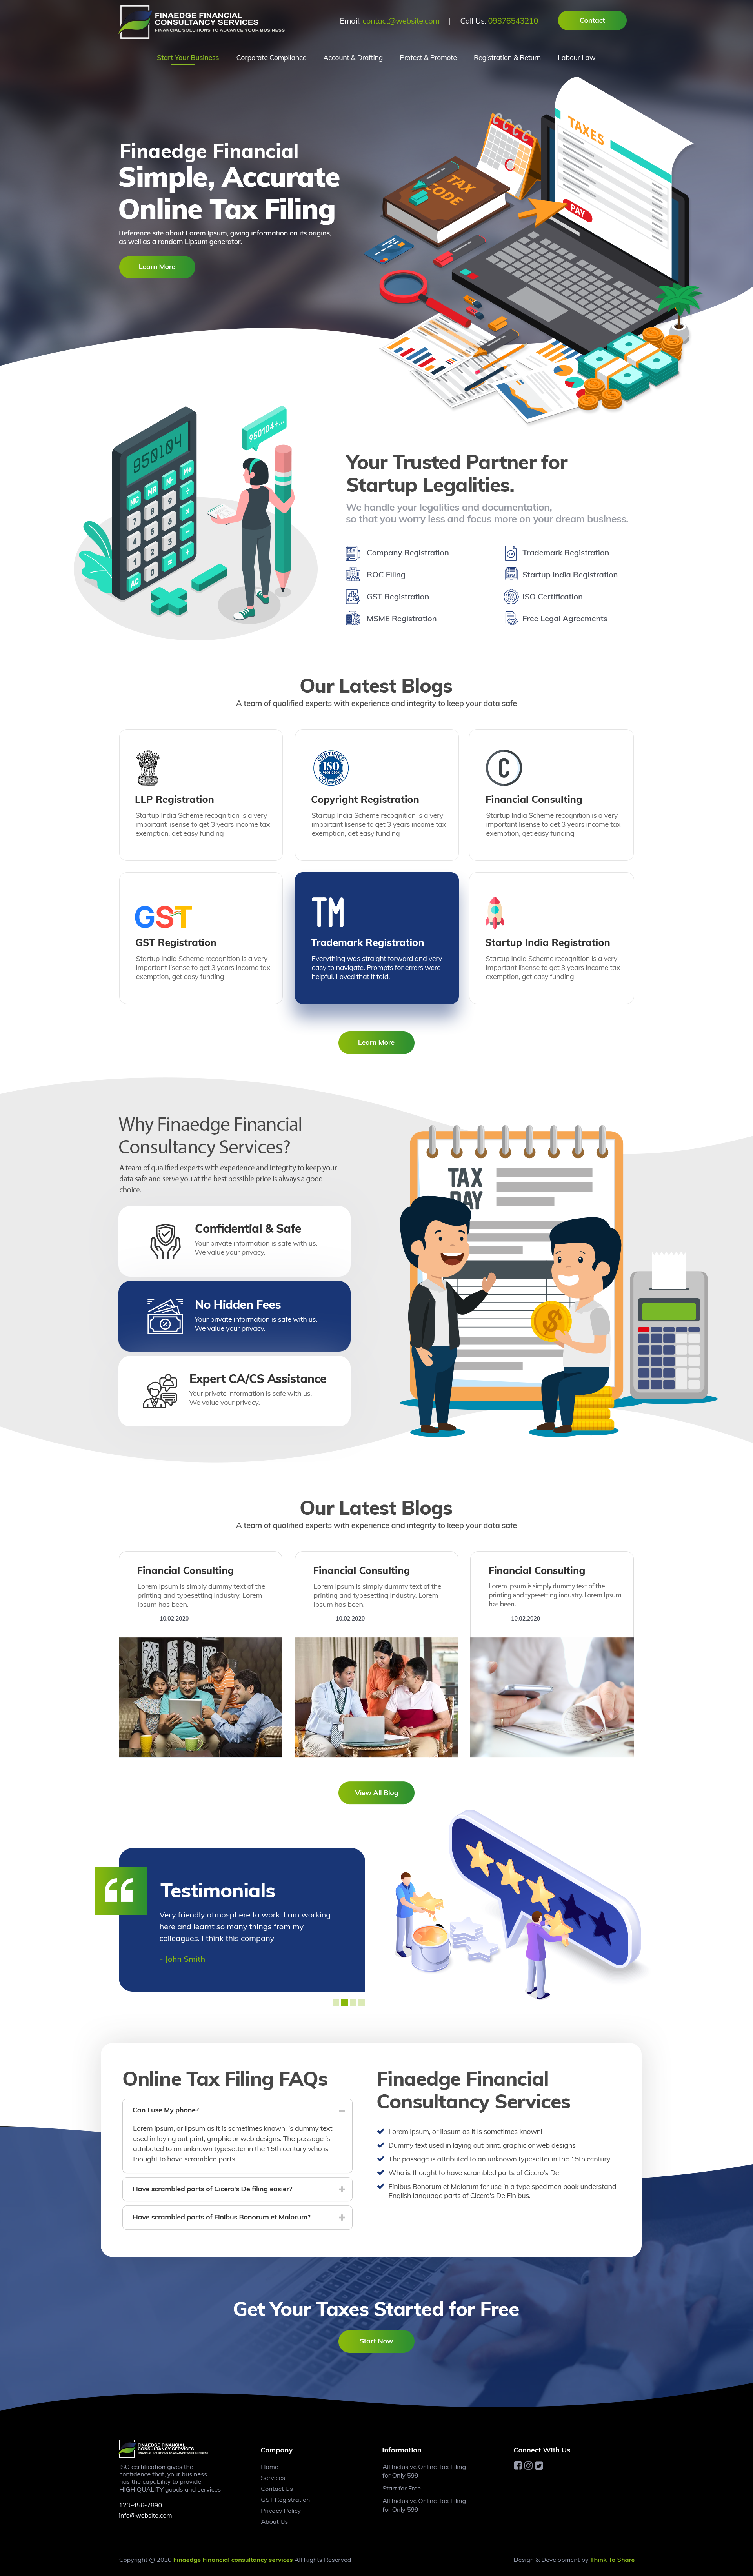 FINAEDGE FINANCIAL
CONSULTANCY SERVICES
FINANCIAL SOLUTIONS TO ADVANCE YOUR BUSINESS
Email: contact@website.com | Call Us: 09876543210
Contact
Start Your Business Corporate Compliance Account & Drafting Protect & Promote Registration & Return Labour Law
Finaedge Financial
Simple, Accurate
Online Tax Filing
Reference site about Lorem Ipsum, giving information on its origins,
as well as a random Lipsum generator.
Learn More
TAXES
TAX
CODE
PAY
950104
950104+...
MC MR M- M+
AC
Your Trusted Partner for
Startup Legalities.
We handle your legalities and documentation,
so that you worry less and focus more on your dream business.
Company Registration
Trademark Registration
ROC Filing
Startup India Registration
GST Registration
ISO Certification
MSME Registration
Free Legal Agreements
Our Latest Blogs
A team of qualified experts with experience and integrity to keep your data safe
LLP Registration
Startup India Scheme recognition is a very
important lisense to get 3 years income tax
exemption, get easy funding
CERTIFIED
ISO
9001:2008
COMPANY
Copyright Registration
Startup India Scheme recognition is a very
important lisense to get 3 years income tax
exemption, get easy funding
C
Financial Consulting
Startup India Scheme recognition is a very
important lisense to get 3 years income tax
exemption, get easy funding
GST
GST Registration
Startup India Scheme recognition is a very
important lisense to get 3 years income tax
exemption, get easy funding
TM
Trademark Registration
Everything was straight forward and very
easy to navigate. Prompts for errors were
helpful. Loved that it told.
Startup India Registration
Startup India Scheme recognition is a very
important lisense to get 3 years income tax
exemption, get easy funding
Learn More
Why Finaedge Financial
Consultancy Services?
A team of qualified experts with experience and integrity to keep your
data safe and serve you at the best possible price is always a good
choice.
Confidential & Safe
Your private information is safe with us.
We value your privacy.
No Hidden Fees
Your private information is safe with us.
We value your privacy.
Expert CA/CS Assistance
Your private information is safe with us.
We value your privacy.
TAX
DAY
$
Our Latest Blogs
A team of qualified experts with experience and integrity to keep your data safe
Financial Consulting
Lorem Ipsum is simply dummy text of the
printing and typesetting industry. Lorem
Ipsum has been.
10.02.2020
Financial Consulting
Lorem Ipsum is simply dummy text of the
printing and typesetting industry. Lorem
Ipsum has been.
10.02.2020
Financial Consulting
Lorem Ipsum is simply dummy text of the
printing and typesetting industry. Lorem Ipsum
has been.
10.02.2020
View All Blog
Testimonials
Very friendly atmosphere to work. I am working
here and learnt so many things from my
colleagues. I think this company
- John Smith
Online Tax Filing FAQs
Can I use My phone?
Lorem ipsum, or lipsum as it is sometimes known, is dummy text
used in laying out print, graphic or web designs. The passage is
attributed to an unknown typesetter in the 15th century who is
thought to have scrambled parts.
Have scrambled parts of Cicero's De filing easier?
Have scrambled parts of Finibus Bonorum et Malorum?
Finaedge Financial
Consultancy Services
Lorem ipsum, or lipsum as it is sometimes known!
Dummy text used in laying out print, graphic or web designs
The passage is attributed to an unknown typesetter in the 15th century.
Who is thought to have scrambled parts of Cicero's De
Finibus Bonorum et Malorum for use in a type specimen book understand
English language parts of Cicero's De Finibus.
Get Your Taxes Started for Free
Start Now
FINAEDGE FINANCIAL
CONSULTANCY SERVICES
FINANCIAL SOLUTIONS TO ADVANCE YOUR BUSINESS
ISO certification gives the
confidence that, your business
has the capability to provide
HIGH QUALITY goods and services
123-456-7890
info@website.com
Company
Home
Services
Contact Us
GST Registration
Privacy Policy
About Us
Information
All Inclusive Online Tax Filing
for Only 599
Start for Free
All Inclusive Online Tax Filing
for Only 599
Connect With Us
Copyright @ 2020 Finaedge Financial consultancy services All Rights Reserved
Design & Development by Think To Share